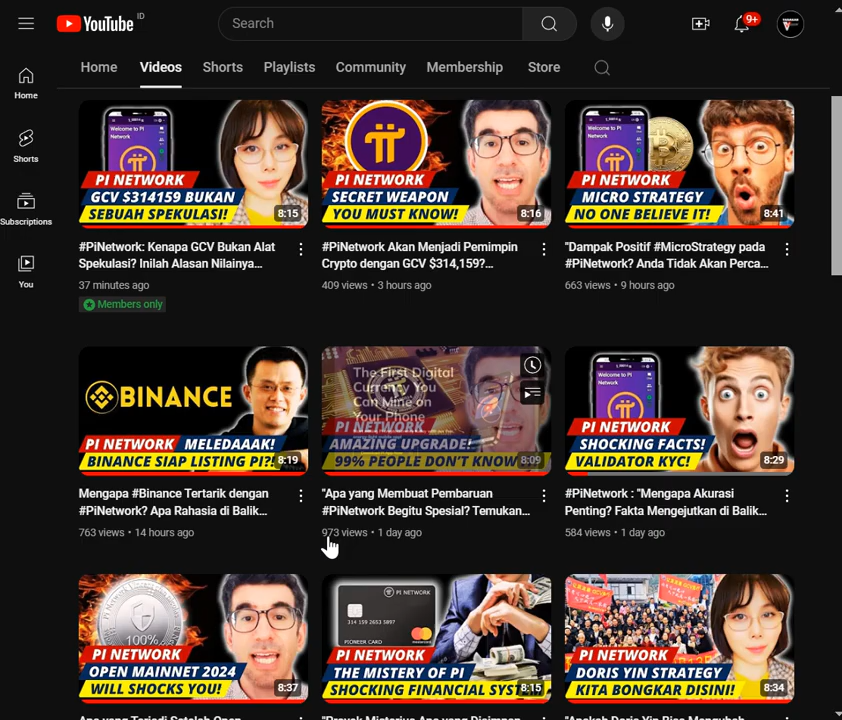 YouTube ID
Search
9+
Home
Videos
Shorts
Playlists
Community
Membership
Store
Home
Shorts
Subscriptions
You
Welcome to PI
Network
PI NETWORK
GCV $314159 BUKAN
SEBUAH SPEKULASI!
8:15
#PiNetwork: Kenapa GCV Bukan Alat
Spekulasi? Inilah Alasan Nilainya...
37 minutes ago
Members only
PI NETWORK
SECRET WEAPON
YOU MUST KNOW!
8:16
#PiNetwork Akan Menjadi Pemimpin
Crypto dengan GCV $314,159?...
409 views • 3 hours ago
Welcome to PI
Network
PI NETWORK
MICRO STRATEGY
NO ONE BELIEVE IT!
8:41
"Dampak Positif #MicroStrategy pada
#PiNetwork? Anda Tidak Akan Perca...
663 views • 9 hours ago
BINANCE
PI NETWORK MELEDAAAK!
BINANCE SIAP LISTING PI?!
8:19
Mengapa #Binance Tertarik dengan
#PiNetwork? Apa Rahasia di Balik...
763 views • 14 hours ago
The First Digital
Currency You
Can Mine on
Your Phone
PI NETWORK
AMAZING UPGRADE!
99% PEOPLE DON'T KNOW
8:09
"Apa yang Membuat Pembaruan
#PiNetwork Begitu Spesial? Temukan...
973 views • 1 day ago
Welcome to PI
Network
PI NETWORK
SHOCKING FACTS!
VALIDATOR KYC!
8:29
#PiNetwork : "Mengapa Akurasi
Penting? Fakta Mengejutkan di Balik...
584 views • 1 day ago
100%
PI NETWORK
OPEN MAINNET 2024
WILL SHOCKS YOU!
8:37
PI NETWORK
314 159 2653 5897
PIONEER CARD
mastercard
PI NETWORK
THE MISTERY OF PI
SHOCKING FINANCIAL SYST
8:15
PI NETWORK
DORIS YIN STRATEGY
KITA BONGKAR DISINI!
8:34